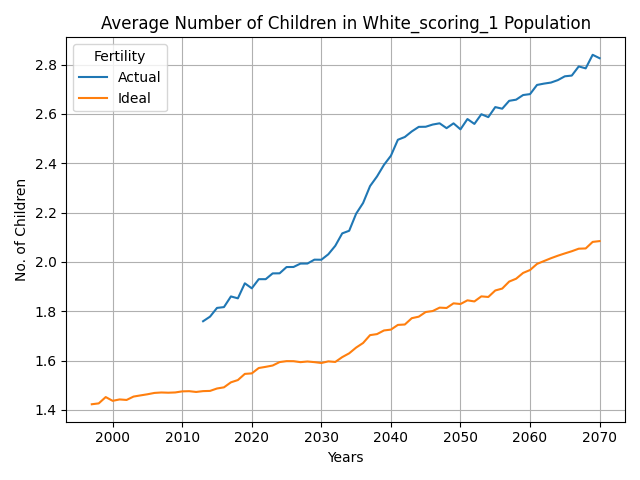 Average Number of Children in White_scoring_1 Population
Fertility
Actual
Ideal
No. of Children
2.8
2.6
2.4
2.2
2.0
1.8
1.6
1.4
2000 2010 2020 2030 2040 2050 2060 2070
Years